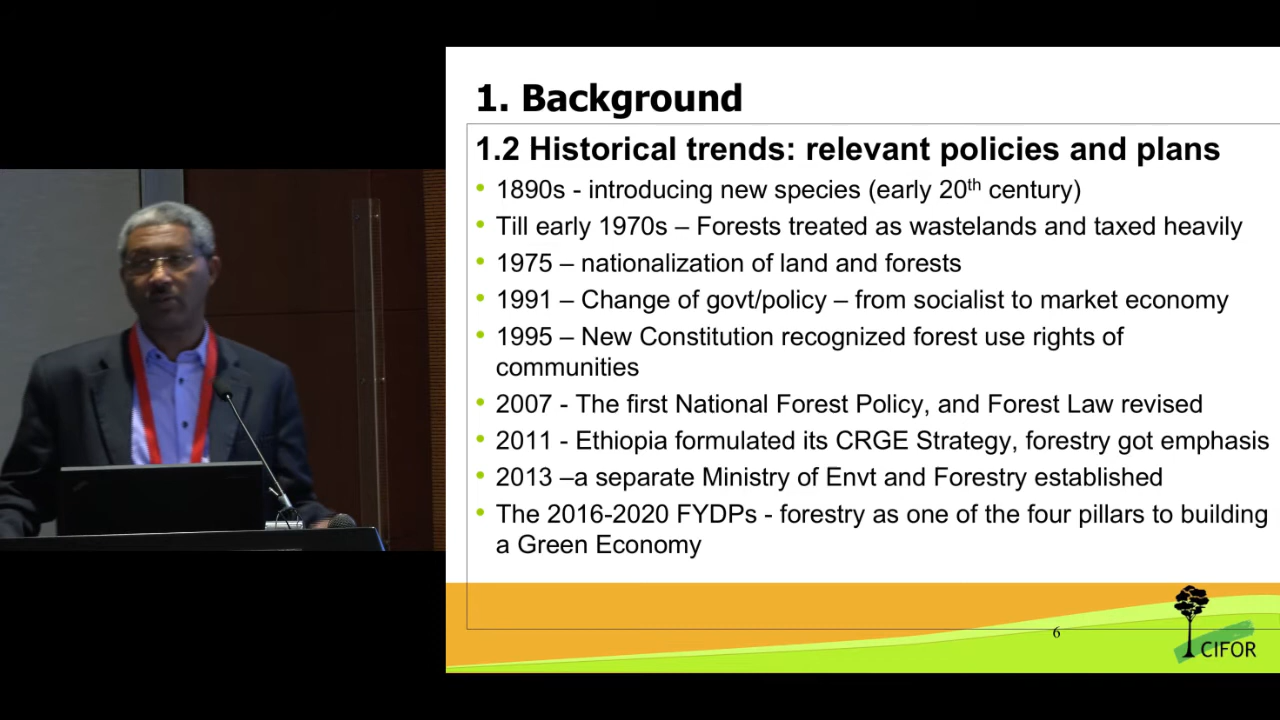 1. Background
1.2 Historical trends: relevant policies and plans
• 1890s - introducing new species (early 20th century)
• Till early 1970s – Forests treated as wastelands and taxed heavily
• 1975 – nationalization of land and forests
• 1991 – Change of govt/policy – from socialist to market economy
• 1995 – New Constitution recognized forest use rights of
communities
• 2007 - The first National Forest Policy, and Forest Law revised
• 2011 - Ethiopia formulated its CRGE Strategy, forestry got emphasis
• 2013 –a separate Ministry of Envt and Forestry established
• The 2016-2020 FYDPs - forestry as one of the four pillars to building
a Green Economy
6
CIFOR